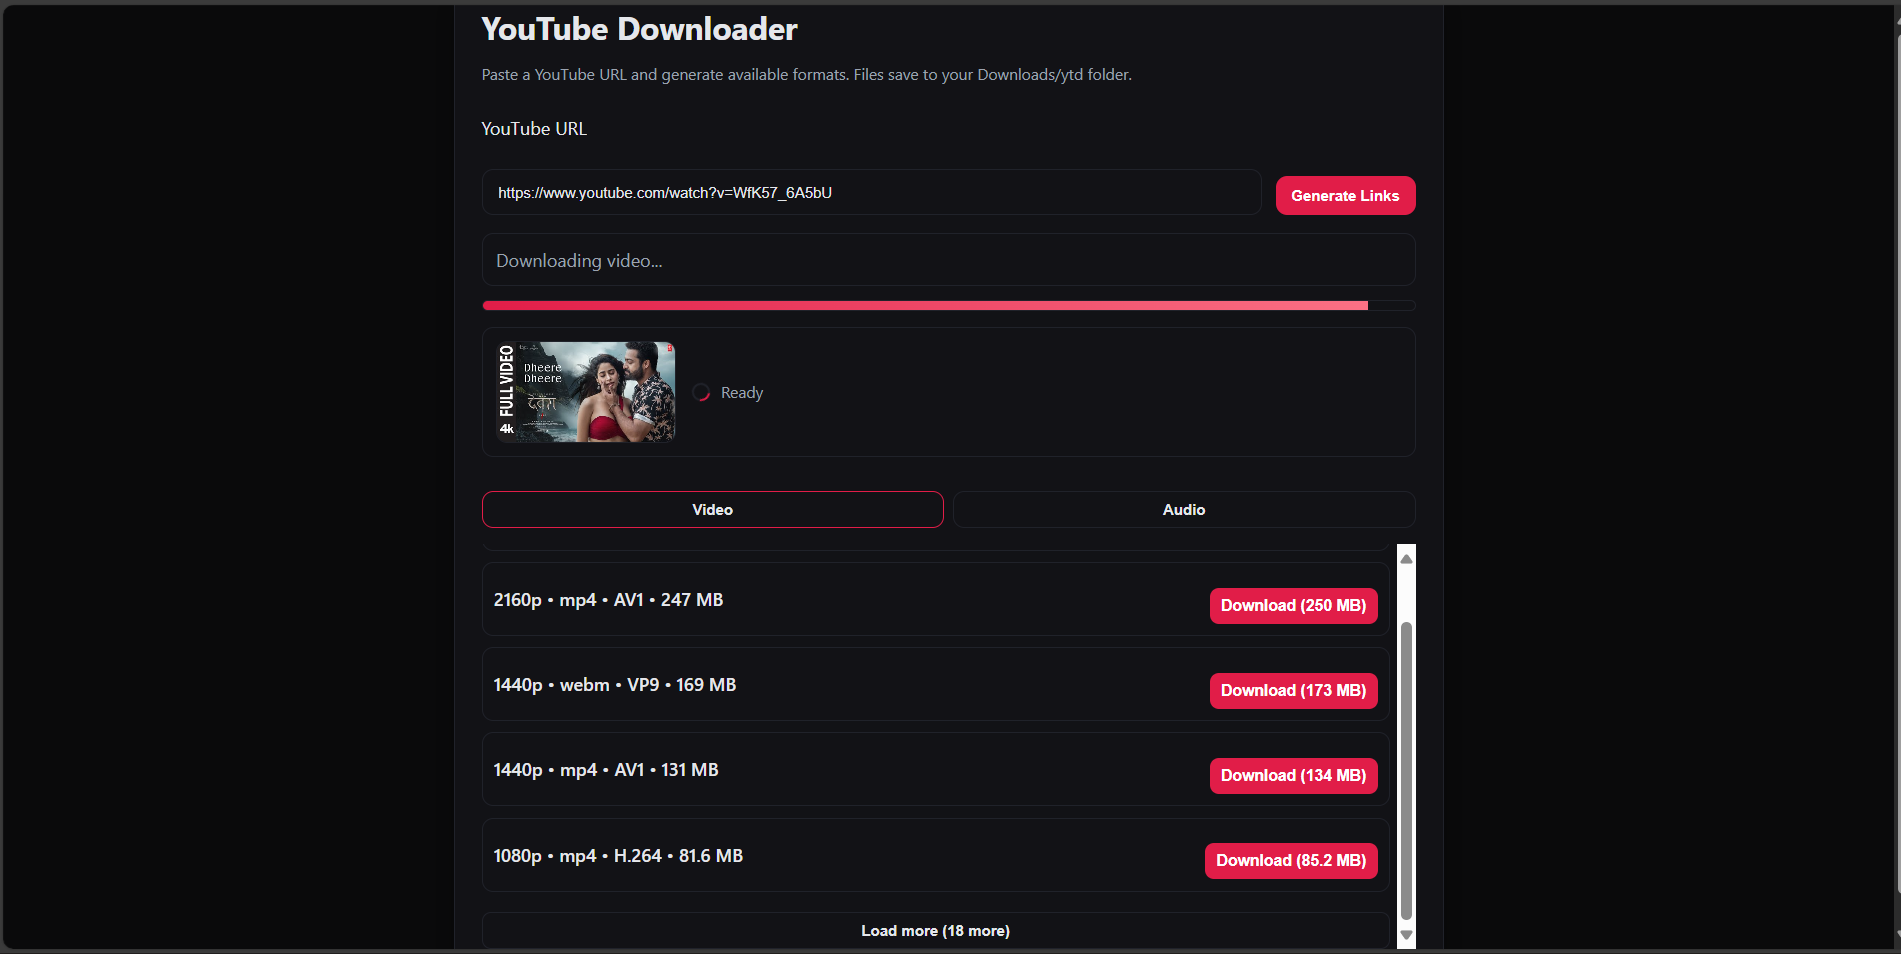 YouTube Downloader
Paste a YouTube URL and generate available formats. Files save to your Downloads/ytd folder.
YouTube URL
https://www.youtube.com/watch?v=WfK57_6A5bU
Generate Links
Downloading video...
FULL VIDEO
4k
Dheere
Dheere
Ready
Video
Audio
2160p • mp4 • AV1 • 247 MB
Download (250 MB)
1440p • webm • VP9 • 169 MB
Download (173 MB)
1440p • mp4 • AV1 • 131 MB
Download (134 MB)
1080p • mp4 • H.264 • 81.6 MB
Download (85.2 MB)
Load more (18 more)